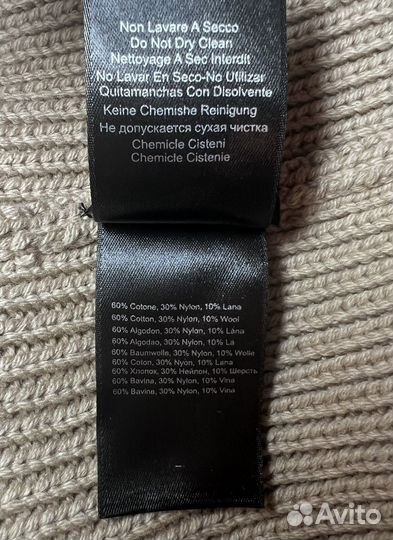 Non Lavare A Secco
Do Not Dry Clean
Nettoyage A Sec Interdit
No Lavar En Seco-No Utilizar
Quitamanchas Con Disolvente
Keine Chemishe Reinigung
Не допускается сухая чистка
Chemicle Cisteni
Chemicle Cistenie
60% Cotone, 30% Nylon, 10% Lana
60% Cotton, 30% Nylon, 10% Wool
60% Algodon, 30% Nylon, 10% Lana
60% Algodao, 30% Nylon, 10% La
60% Baumwolle, 30% Nylon, 10% Wolle
60% Coton, 30% Nyon, 10% Lana
60% Хлопок, 30% Нейлон, 10% Шерсть
60% Bavina, 30% Nylon, 10% Vina
60% Bavina, 30% Nylon, 10% Vina
Avito